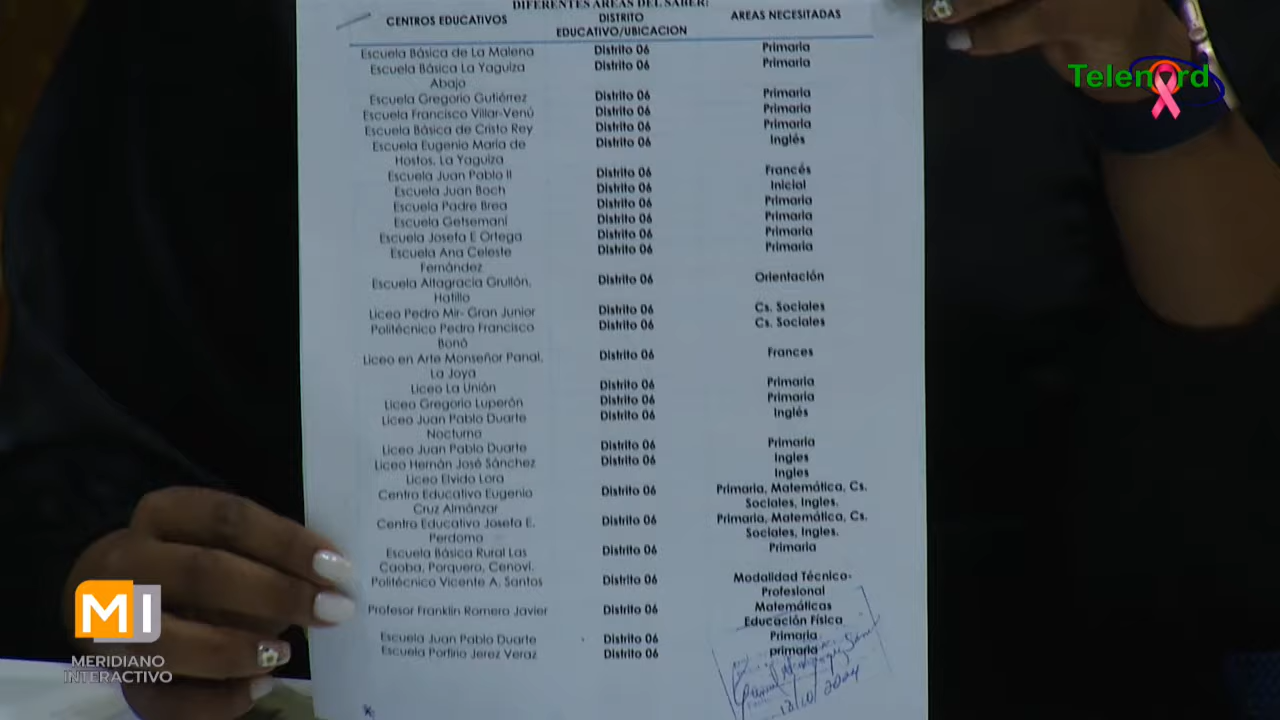 DIFERENTES AREAS DEL SABER:
CENTROS EDUCATIVOS DISTRITO EDUCATIVO/UBICACION AREAS NECESITADAS
Escuela Básica de La Malena Distrito 06 Primaria
Escuela Básica La Yaguiza Distrito 06 Primaria
Abajo
Escuela Gregorio Gutiérrez Distrito 06 Primaria
Escuela Francisco Villar-Venú Distrito 06 Primaria
Escuela Básica de Cristo Rey Distrito 06 Primaria
Escuela Eugenio María de Distrito 06 Inglés
Hostos, La Yaguiza
Escuela Juan Pablo II Distrito 06 Francés
Escuela Juan Boch Distrito 06 Inicial
Escuela Padre Brea Distrito 06 Primaria
Escuela Getsemaní Distrito 06 Primaria
Escuela Josefa E Ortega Distrito 06 Primaria
Escuela Ana Celeste Distrito 06 Primaria
Fernández
Escuela Altagracia Grullón, Distrito 06 Orientación
Hatillo
Liceo Pedro Mir- Gran Junior Distrito 06 Cs. Sociales
Politécnico Pedro Francisco Distrito 06 Cs. Sociales
Bonó
Liceo en Arte Monseñor Panal, Distrito 06 Frances
La Joya
Liceo La Unión Distrito 06 Primaria
Liceo Gregorio Luperón Distrito 06 Primaria
Liceo Juan Pablo Duarte Distrito 06 Inglés
Nocturno
Liceo Juan Pablo Duarte Distrito 06 Primaria
Liceo Hernán José Sánchez Distrito 06 Ingles
Liceo Elvido Lora Ingles
Centro Educativo Eugenio Distrito 06 Primaria, Matemática, Cs.
Cruz Almánzar Sociales, Ingles.
Centro Educativo Josefa E. Distrito 06 Primaria, Matemática, Cs.
Perdomo Sociales, Ingles.
Escuela Básica Rural Las Distrito 06 Primaria
Caoba, Porquero, Cenoví.
Politécnico Vicente A. Santos Distrito 06 Modalidad Técnico-
Profesional
Profesor Franklin Romero Javier Distrito 06 Matemáticas
Educación Física
Escuela Juan Pablo Duarte Distrito 06 Primaria
Escuela Porfino Jerez Veraz Distrito 06 primaria
2024
Telenord
MI
MERIDIANO
INTERACTIVO